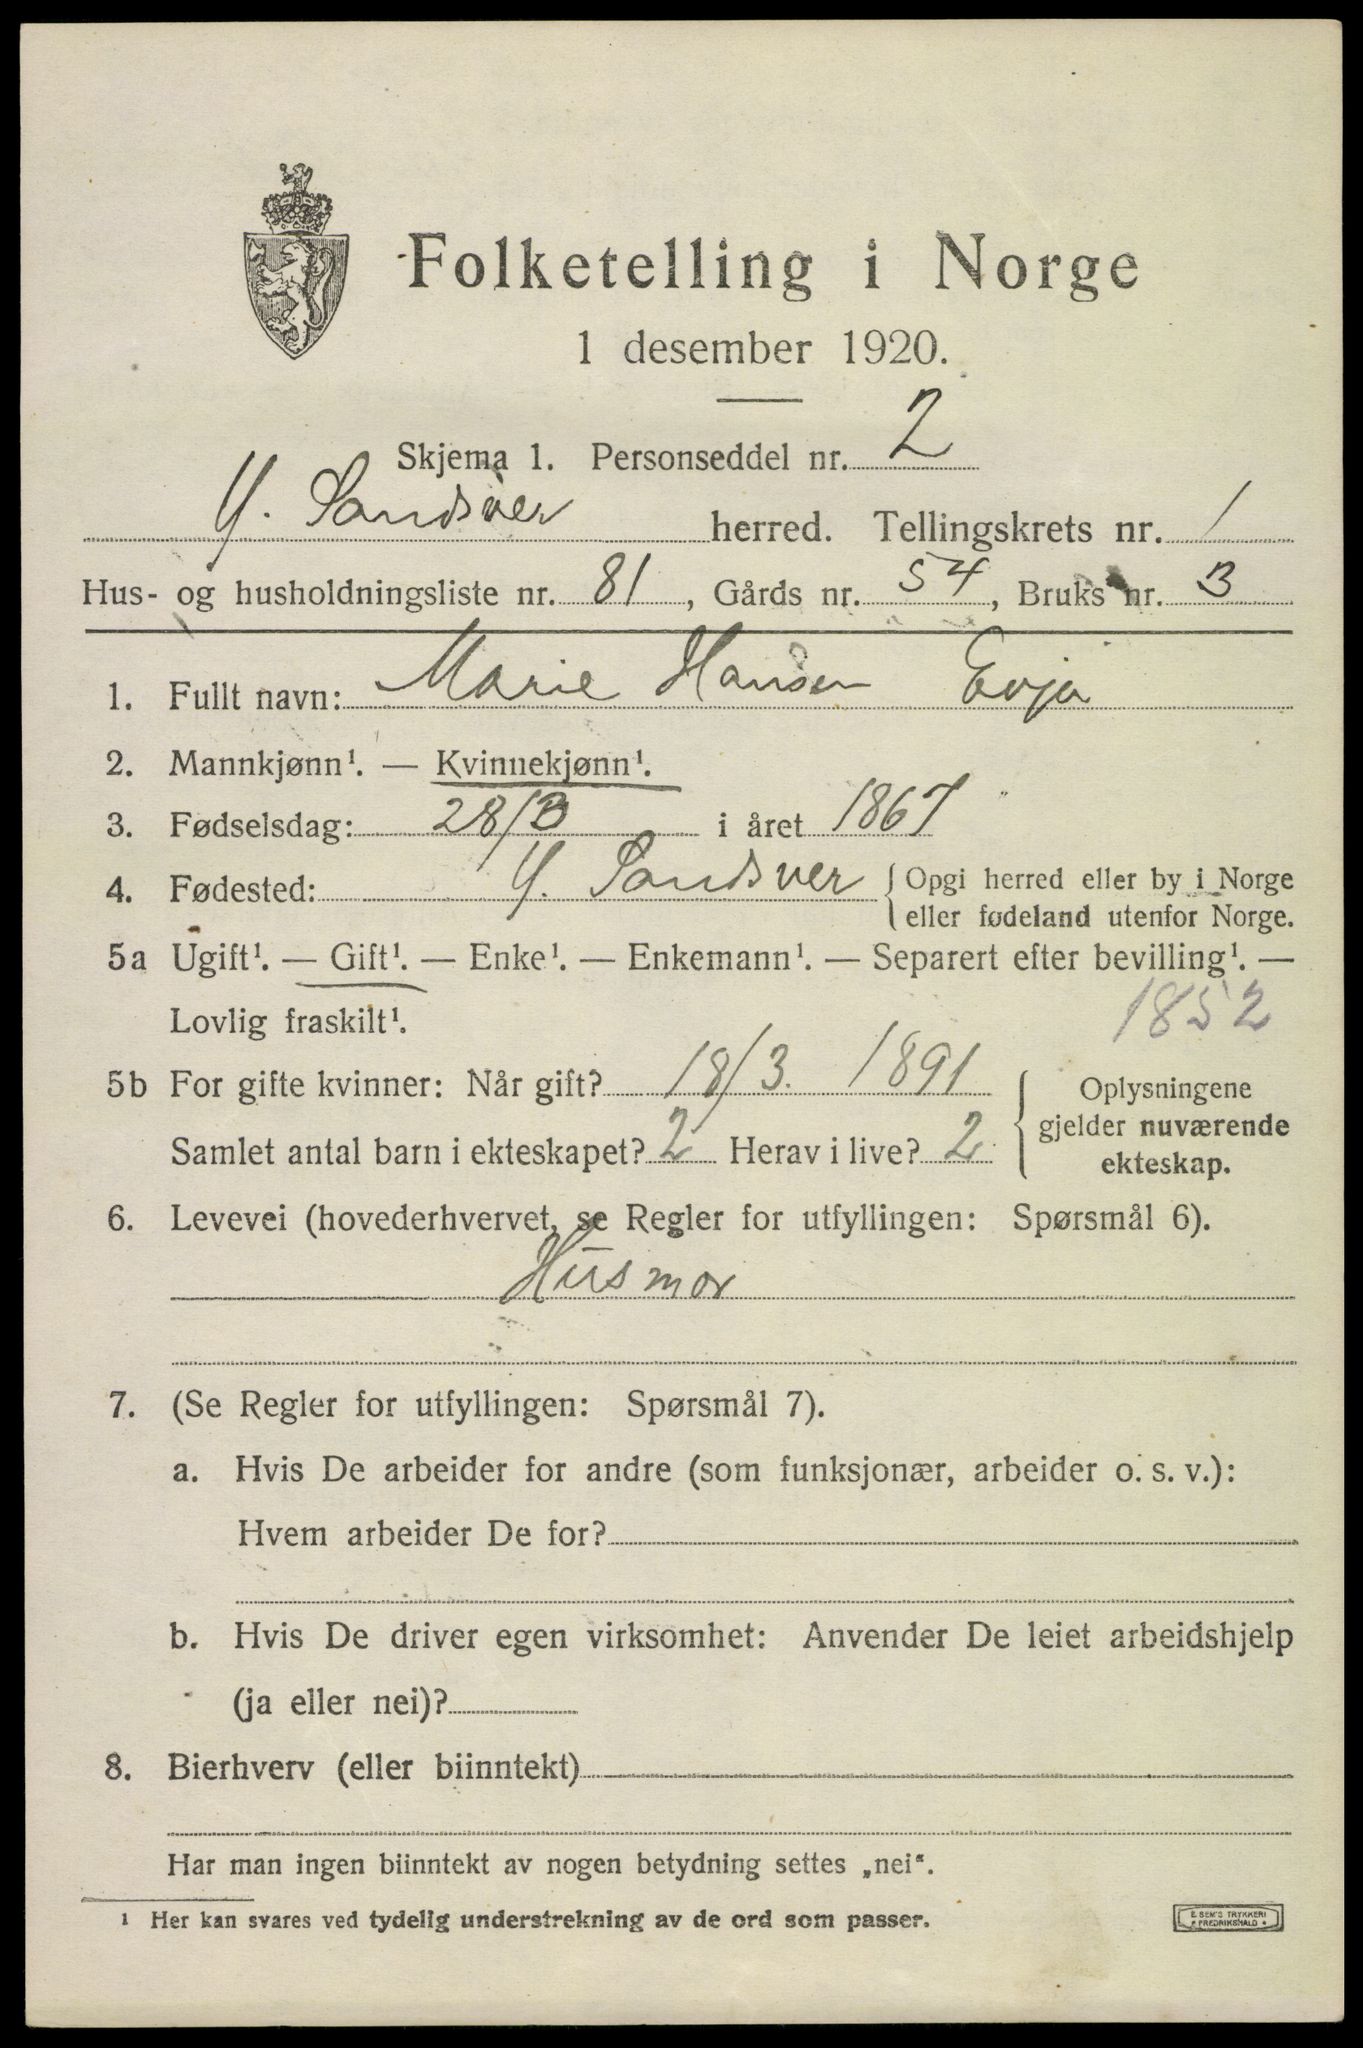 Folketelling i Norge
1 desember 1920.
Skjema 1. Personseddel nr. 2
Y. Sandsver herred. Tellingskrets nr. 1
Hus- og husholdningsliste nr. 81, Gårds nr. 54, Bruks nr. 3
1. Fullt navn: Marie Hansen Evja
2. Mannkjønn¹. — Kvinnekjønn¹.
3. Fødselsdag: 28/3 i året 1867
4. Fødested: Y. Sandsver { Opgi herred eller by i Norge
eller fødeland utenfor Norge.
5a Ugift¹. — Gift¹. — Enke¹. — Enkemann¹. — Separert efter bevilling¹. —
Lovlig fraskilt¹. 1852
5b For gifte kvinner: Når gift? 18/3. 1891
Samlet antal barn i ekteskapet? 2 Herav i live? 2
Oplysningene
gjelder nuværende
ekteskap.
6. Levevei (hovederhvervet, se Regler for utfyllingen: Spørsmål 6).
Husmor
7. (Se Regler for utfyllingen: Spørsmål 7).
a. Hvis De arbeider for andre (som funksjonær, arbeider o. s. v.):
Hvem arbeider De for?
b. Hvis De driver egen virksomhet: Anvender De leiet arbeidshjelp
(ja eller nei)?
8. Bierhverv (eller biinntekt)
Har man ingen biinntekt av nogen betydning settes „nei“.
¹ Her kan svares ved tydelig understrekning av de ord som passer.
E. SEM'S TRYKKERI
• FREDRIKSHALD •